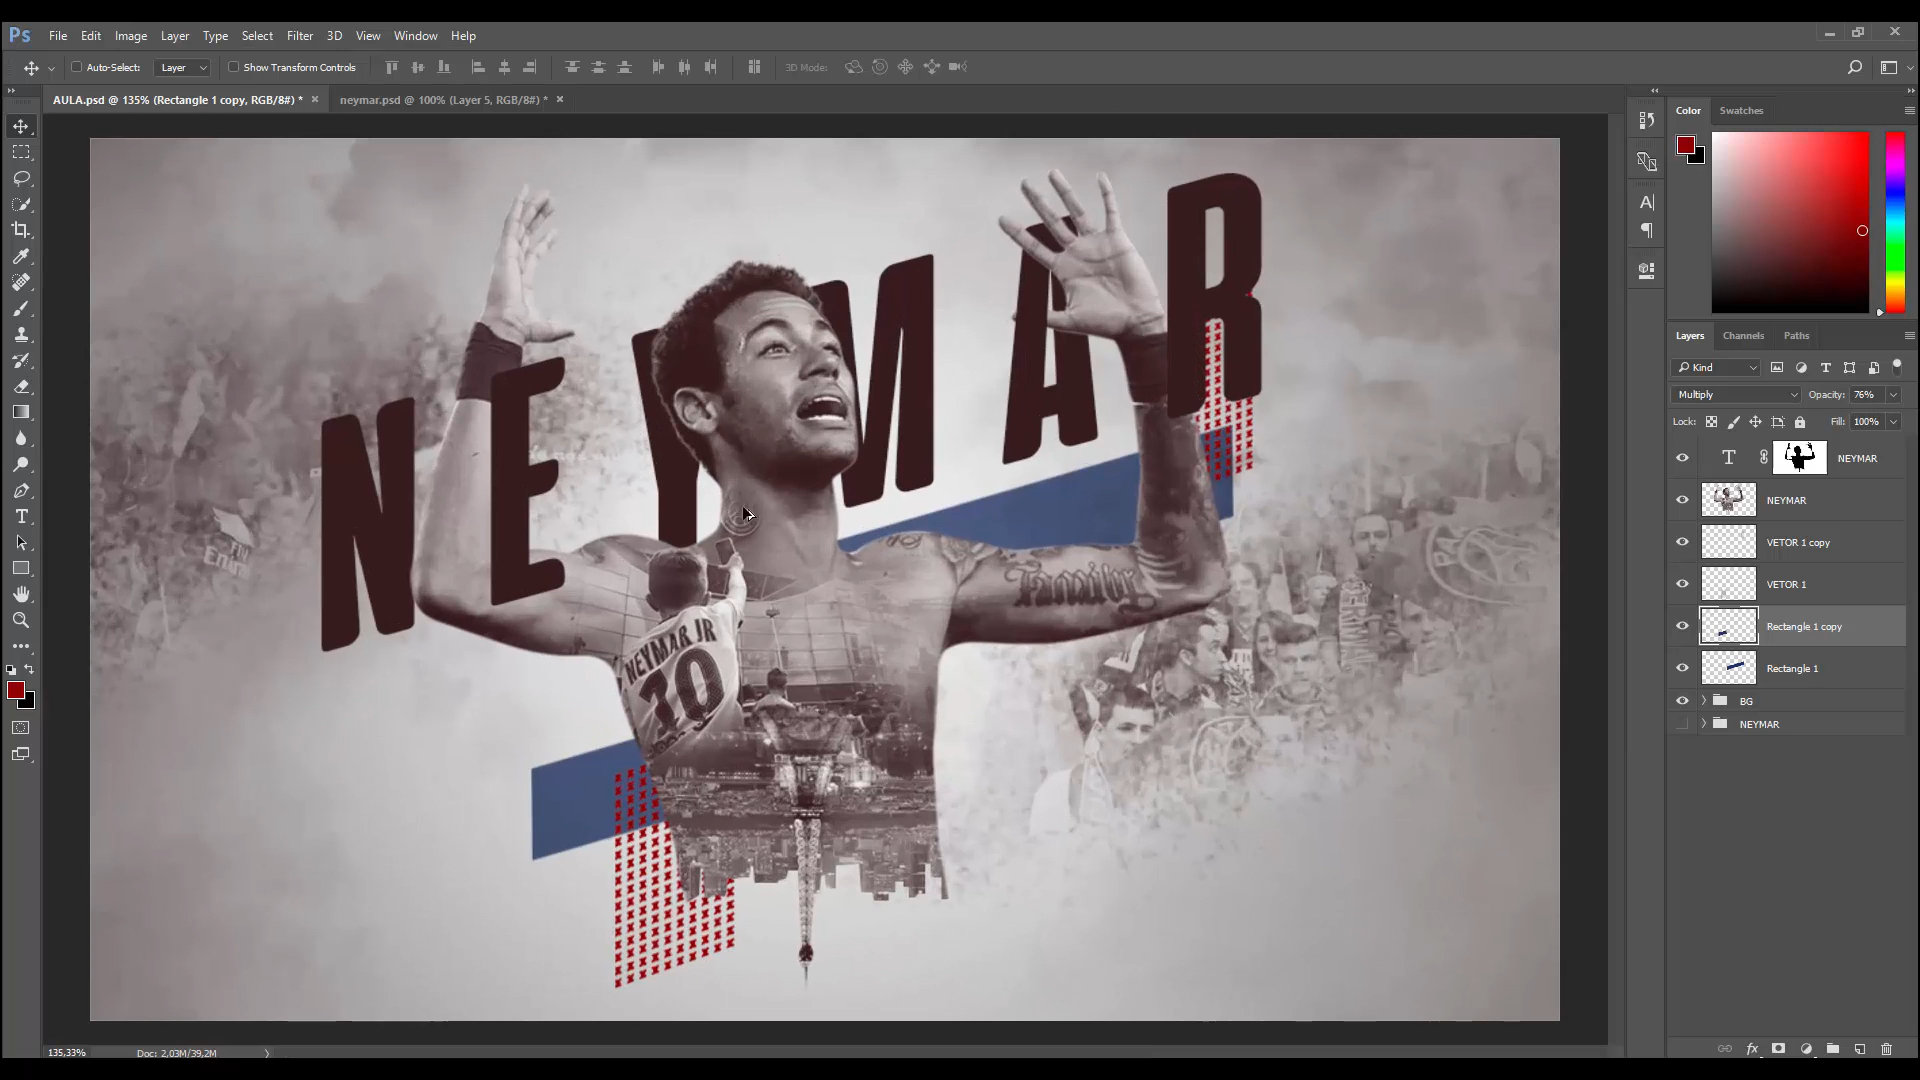 Ps File Edit Image Layer Type Select Filter 3D View Window Help
Auto-Select: Layer Show Transform Controls 3D Mode:
AULA.psd @ 135% (Rectangle 1 copy, RGB/8#) * × neymar.psd @ 100% (Layer 5, RGB/8#) * ×
Color Swatches
Layers Channels Paths
Kind
Multiply Opacity: 76%
Lock: Fill: 100%
NEYMAR
NEYMAR
VETOR 1 copy
VETOR 1
Rectangle 1 copy
Rectangle 1
BG
NEYMAR
NEYMAR
Family
NEYMAR JR
10
135,33% Doc: 2,03M/39,2M